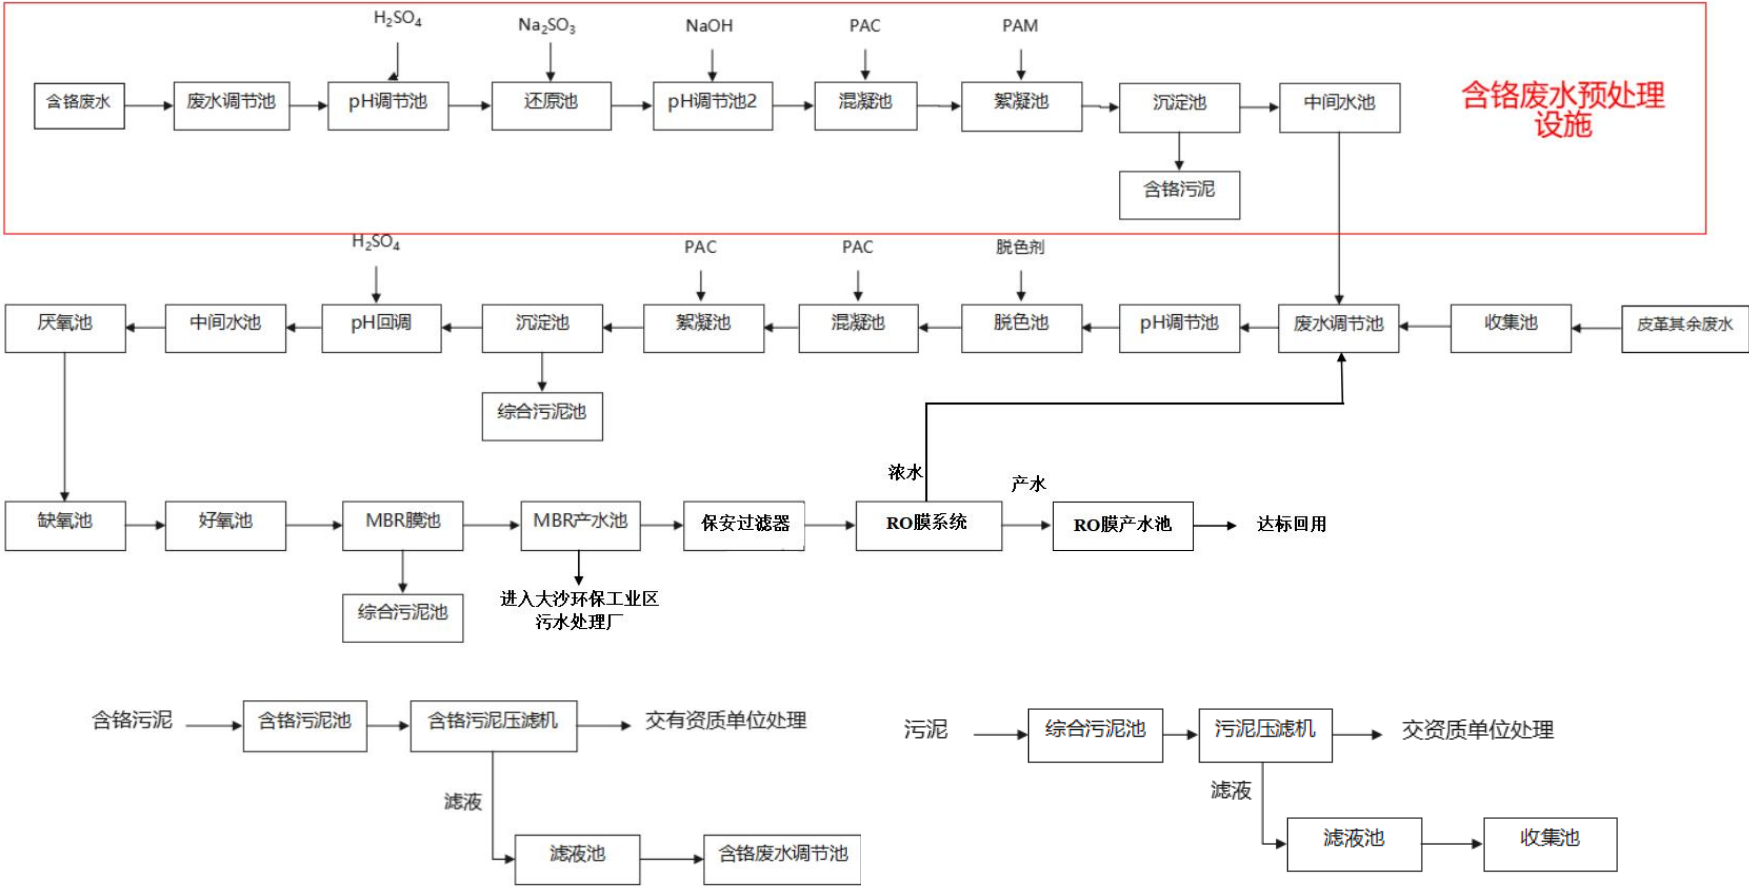 H₂SO₄
Na₂SO₃
NaOH
PAC
PAM
含铬废水
废水调节池
pH调节池
还原池
pH调节池2
混凝池
絮凝池
沉淀池
中间水池
含铬废水预处理
设施
含铬污泥
H₂SO₄
PAC
PAC
脱色剂
厌氧池
中间水池
pH回调
沉淀池
絮凝池
混凝池
脱色池
pH调节池
废水调节池
收集池
皮革其余废水
综合污泥池
浓水
产水
缺氧池
好氧池
MBR膜池
MBR产水池
保安过滤器
RO膜系统
RO膜产水池
达标回用
综合污泥池
进入大沙环保工业区
污水处理厂
含铬污泥
含铬污泥池
含铬污泥压滤机
交有资质单位处理
滤液
滤液池
含铬废水调节池
污泥
综合污泥池
污泥压滤机
交资质单位处理
滤液
滤液池
收集池